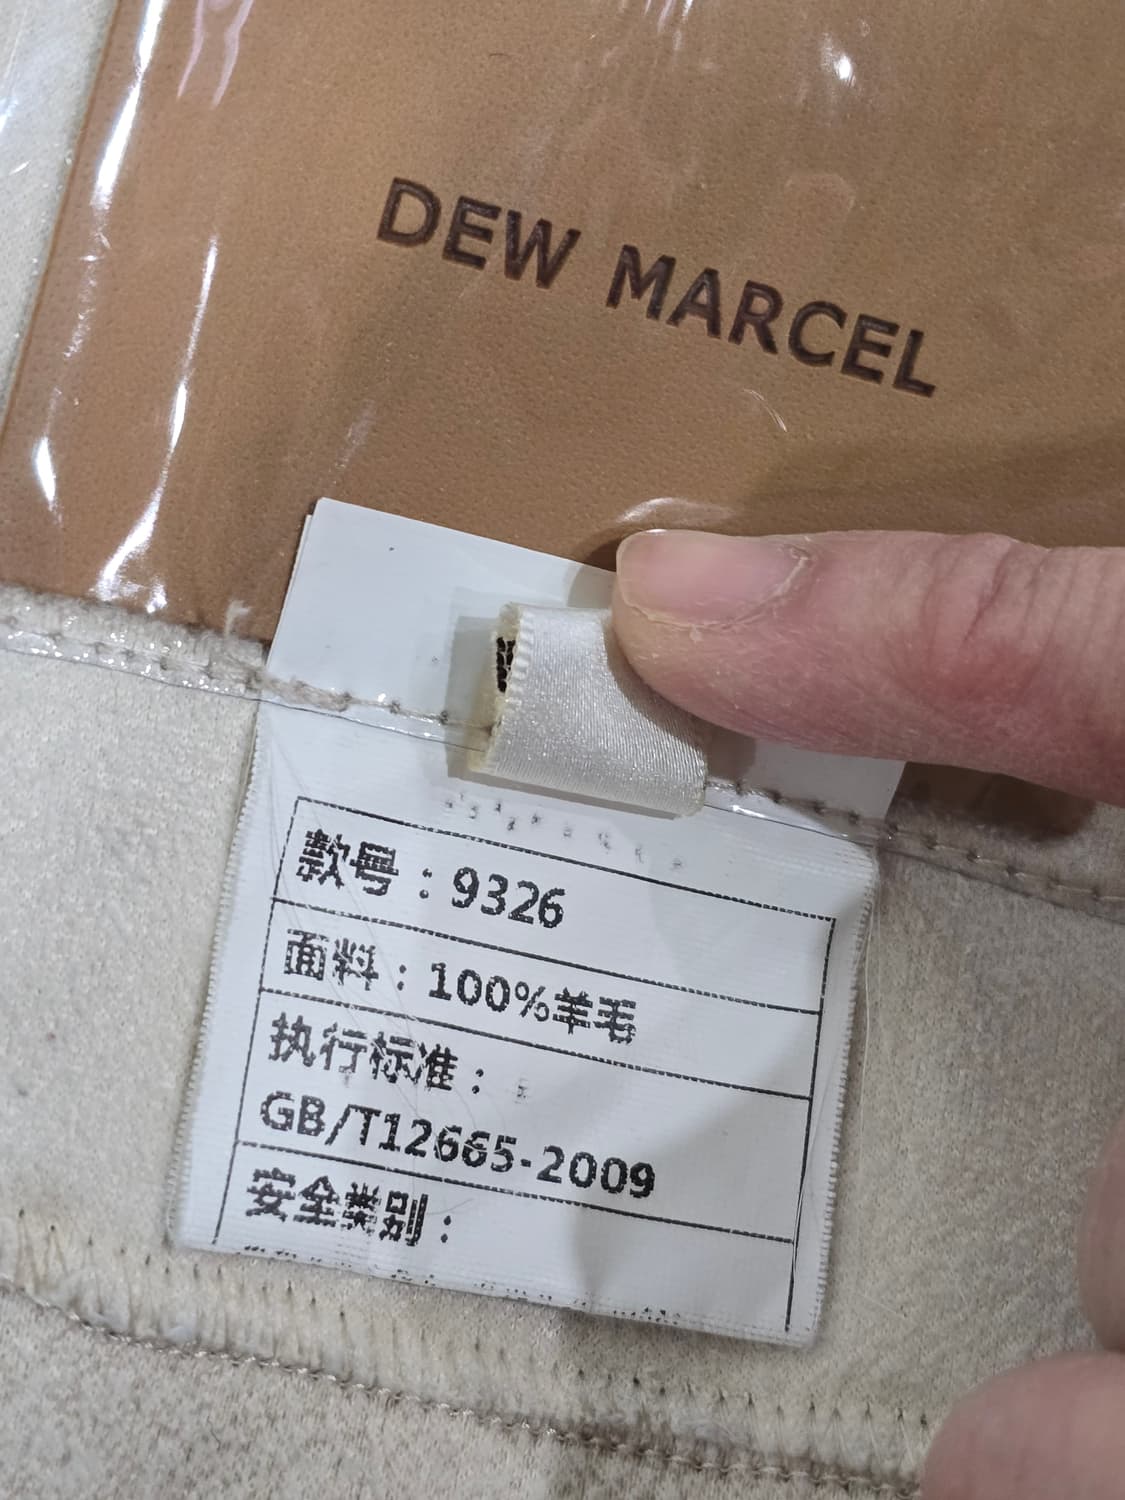 DEW MARCEL
款号：9326
面料：100%羊毛
执行标准：
GB/T12665-2009
安全类别：